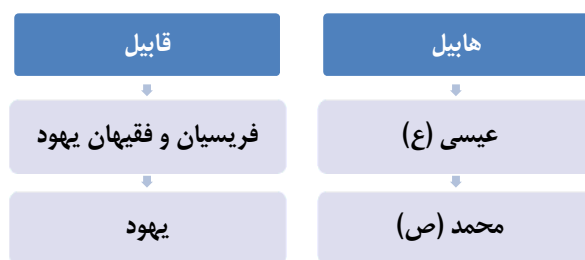 هابیل
عیسی (ع)
محمد (ص)
قابیل
فریسیان و فقیهان یهود
یهود